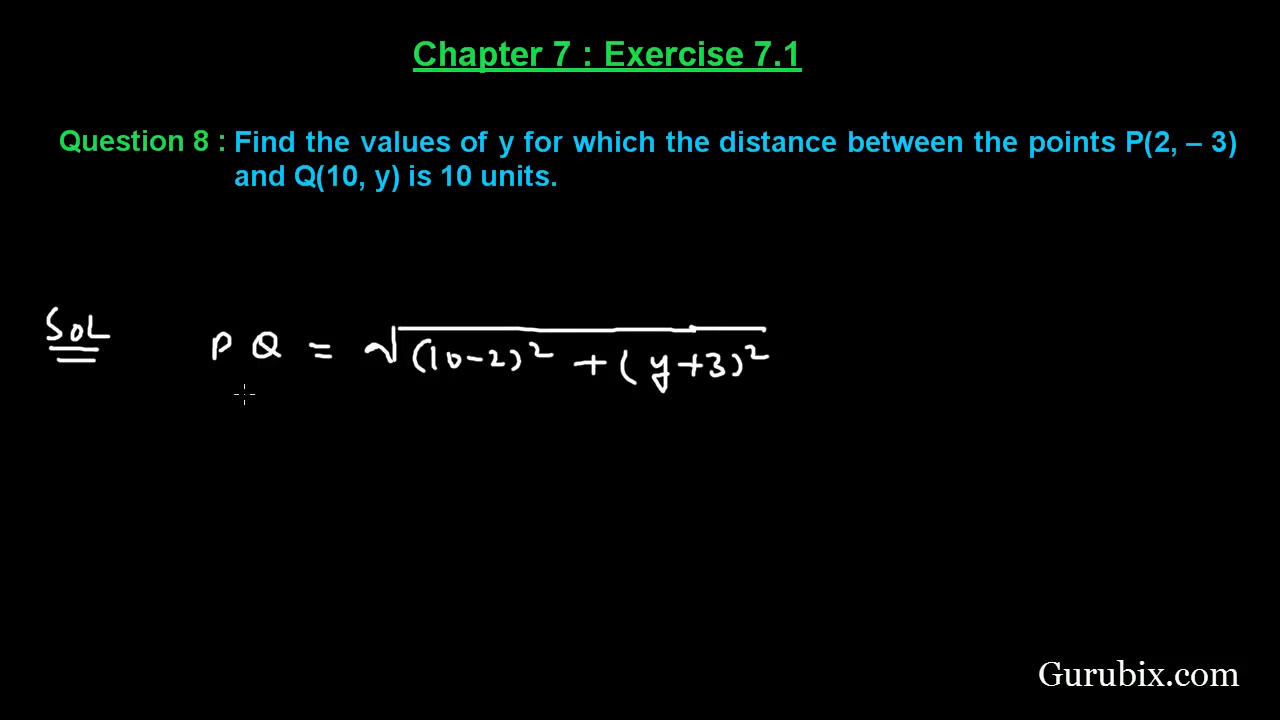 Chapter 7 : Exercise 7.1
Question 8 : Find the values of y for which the distance between the points P(2, – 3)
and Q(10, y) is 10 units.
SOL PQ = √(10-2)² + (y+3)²
Gurubix.com